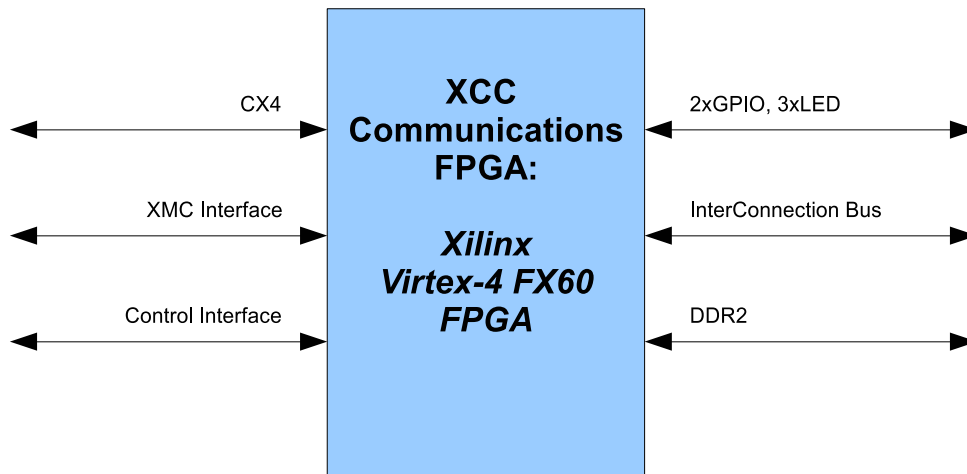 XCC
Communications
FPGA:
Xilinx
Virtex-4 FX60
FPGA
CX4
XMC Interface
Control Interface
2xGPIO, 3xLED
InterConnection Bus
DDR2